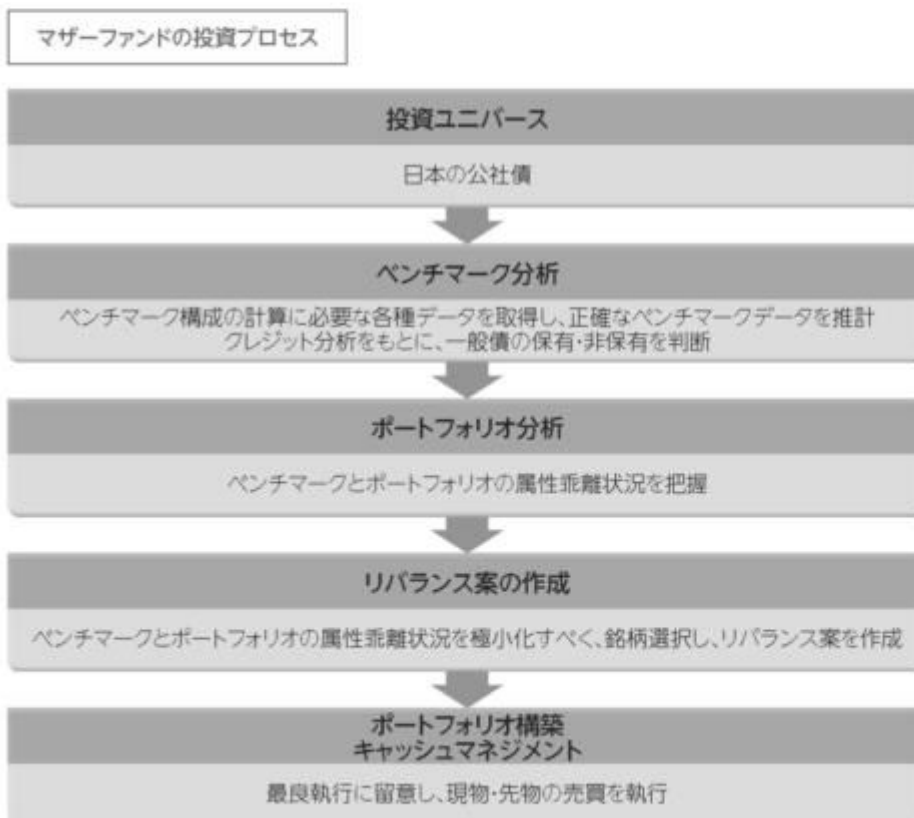 マザーファンドの投資プロセス
投資ユニバース
日本の公社債
ベンチマーク分析
ベンチマーク構成の計算に必要な各種データを取得し、正確なベンチマークデータを推計
クレジット分析をもとに、一般債の保有・非保有を判断
ポートフォリオ分析
ベンチマークとポートフォリオの属性乖離状況を把握
リバランス案の作成
ベンチマークとポートフォリオの属性乖離状況を極小化すべく、銘柄選択し、リバランス案を作成
ポートフォリオ構築
キャッシュマネジメント
最良執行に留意し、現物・先物の売買を執行